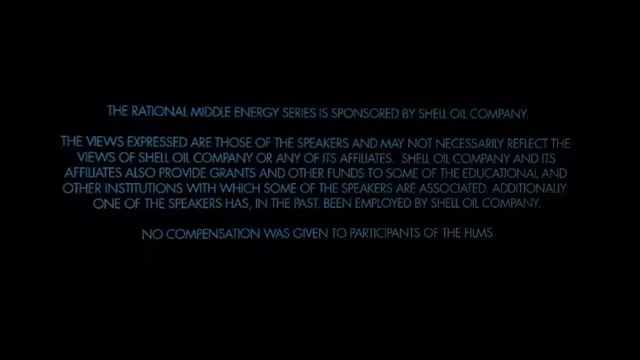 THE RATIONAL MIDDLE ENERGY SERIES IS SPONSORED BY SHELL OIL COMPANY.
THE VIEWS EXPRESSED ARE THOSE OF THE SPEAKERS AND MAY NOT NECESSARILY REFLECT THE
VIEWS OF SHELL OIL COMPANY OR ANY OF ITS AFFILIATES. SHELL OIL COMPANY AND ITS
AFFILIATES ALSO PROVIDE GRANTS AND OTHER FUNDS TO SOME OF THE EDUCATIONAL AND
OTHER INSTITUTIONS WITH WHICH SOME OF THE SPEAKERS ARE ASSOCIATED. ADDITIONALLY
ONE OF THE SPEAKERS HAS, IN THE PAST, BEEN EMPLOYED BY SHELL OIL COMPANY.
NO COMPENSATION WAS GIVEN TO PARTICIPANTS OF THE FILMS